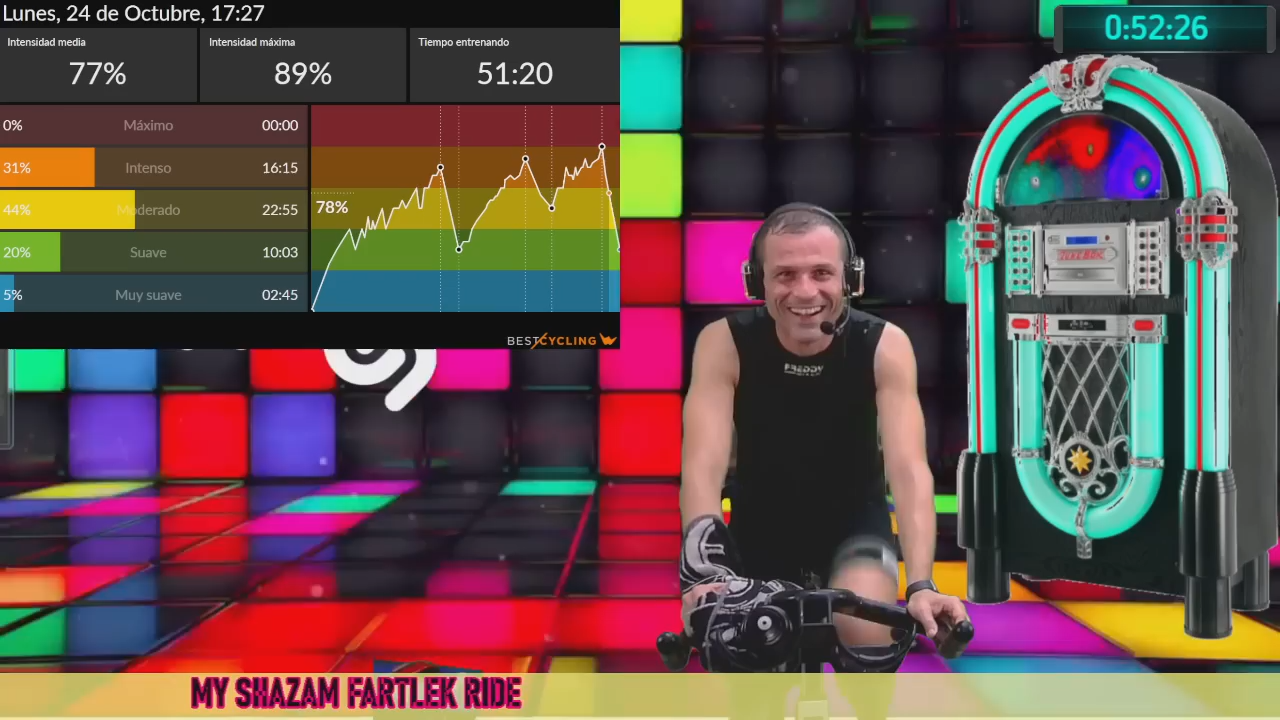 Lunes, 24 de Octubre, 17:27
0:52:26
Intensidad media
Intensidad máxima
Tiempo entrenando
77%
89%
51:20
0% Máximo 00:00
31% Intenso 16:15
44% Moderado 22:55
20% Suave 10:03
5% Muy suave 02:45
78%
BESTCYCLING
MY SHAZAM FARTLEK RIDE